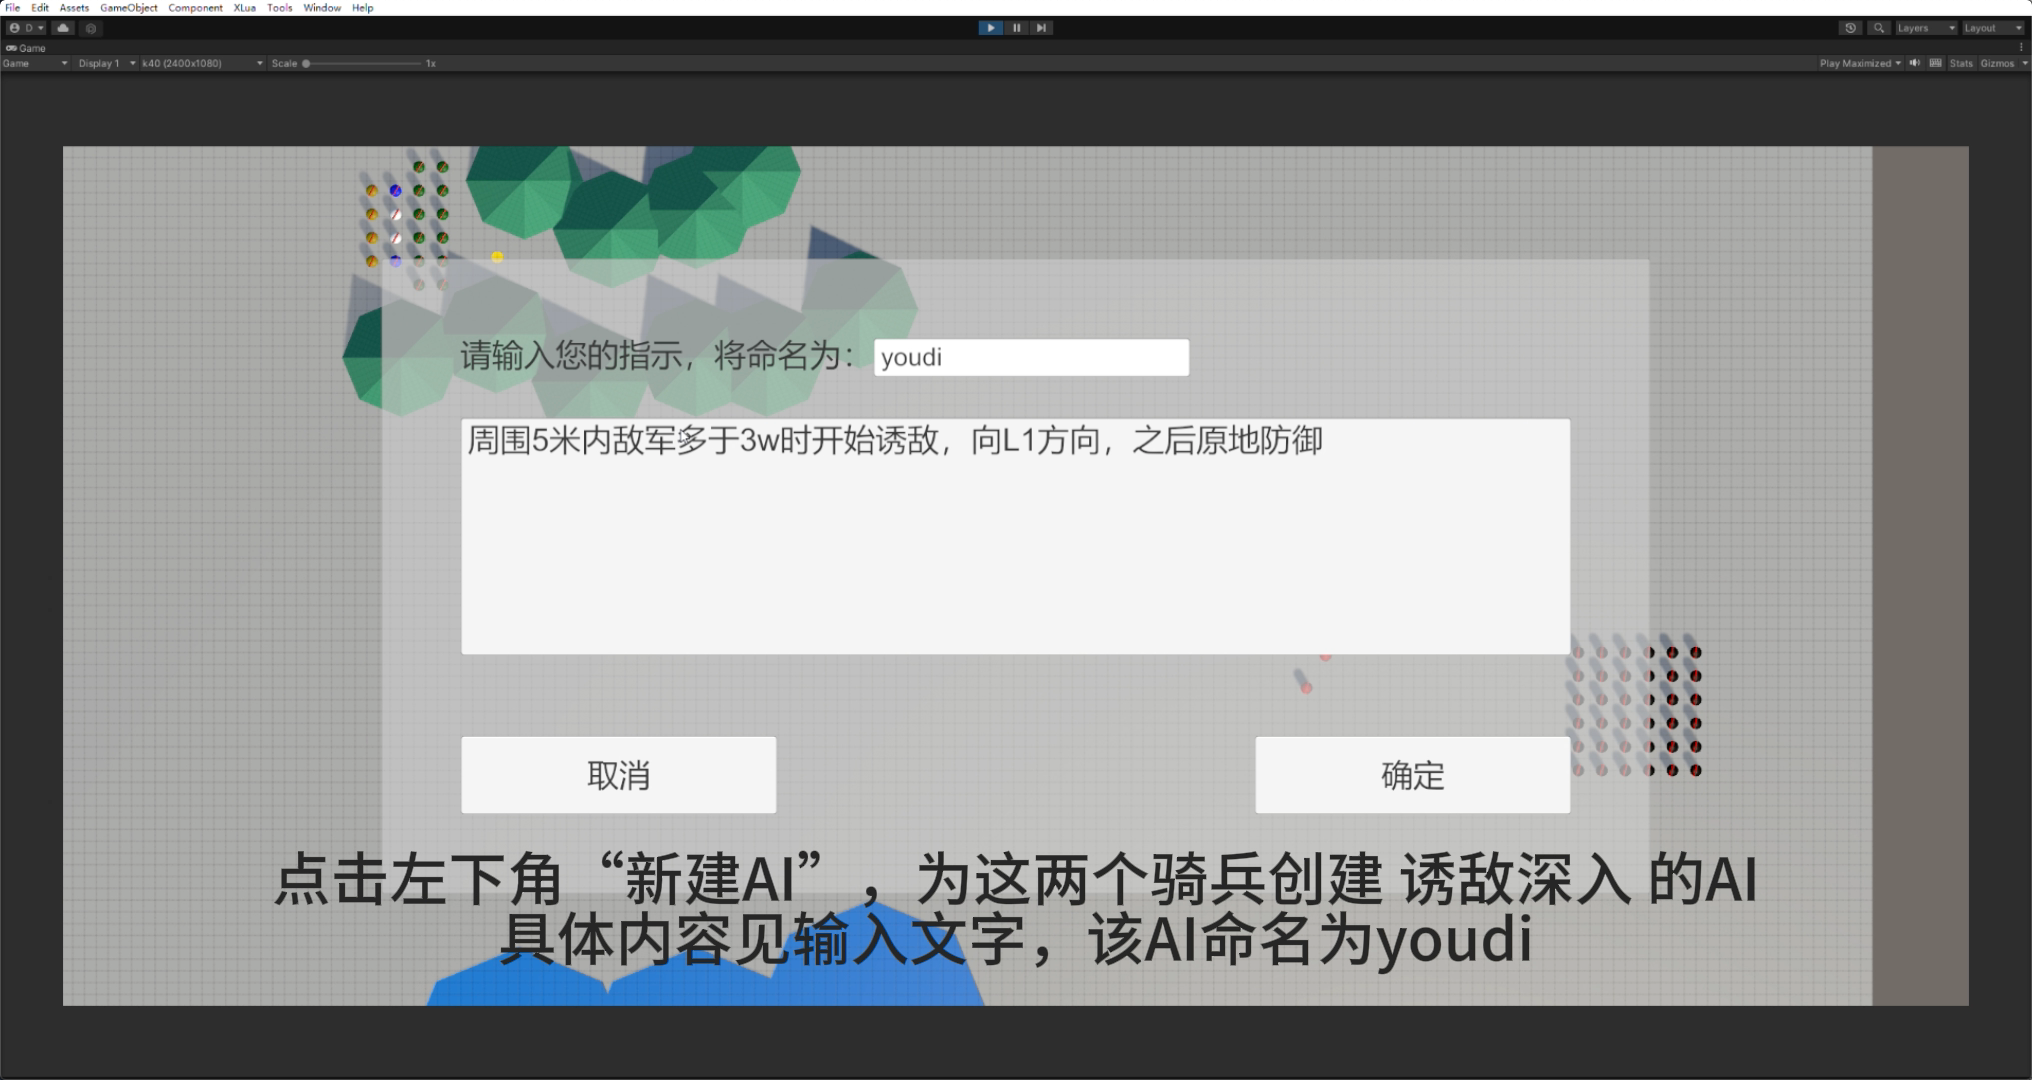 File Edit Assets GameObject Component XLua Tools Window Help
D Layers Layout
Game
Game Display 1 k40 (2400x1080) Scale 1x Play Maximized Stats Gizmos
请输入您的指示，将命名为： youdi
周围5米内敌军多于3w时开始诱敌，向L1方向，之后原地防御
取消 确定
点击左下角“新建AI”，为这两个骑兵创建 诱敌深入 的AI
具体内容见输入文字，该AI命名为youdi